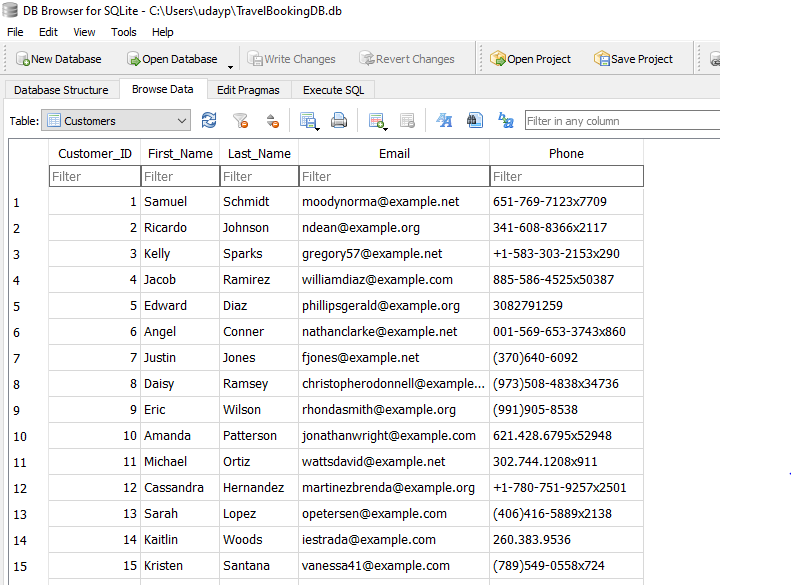 DB Browser for SQLite - C:\Users\udayp\TravelBookingDB.db
File Edit View Tools Help
New Database Open Database Write Changes Revert Changes Open Project Save Project
Database Structure Browse Data Edit Pragmas Execute SQL
Table: Customers Filter in any column
Customer_ID First_Name Last_Name Email Phone
Filter Filter Filter Filter Filter
1 1 Samuel Schmidt moodynorma@example.net 651-769-7123x7709
2 2 Ricardo Johnson ndean@example.org 341-608-8366x2117
3 3 Kelly Sparks gregory57@example.net +1-583-303-2153x290
4 4 Jacob Ramirez williamdiaz@example.com 885-586-4525x50387
5 5 Edward Diaz phillipsgerald@example.org 3082791259
6 6 Angel Conner nathanclarke@example.net 001-569-653-3743x860
7 7 Justin Jones fjones@example.net (370)640-6092
8 8 Daisy Ramsey christopherodonnell@example... (973)508-4838x34736
9 9 Eric Wilson rhondasmith@example.org (991)905-8538
10 10 Amanda Patterson jonathanwright@example.com 621.428.6795x52948
11 11 Michael Ortiz wattsdavid@example.net 302.744.1208x911
12 12 Cassandra Hernandez martinezbrenda@example.org +1-780-751-9257x2501
13 13 Sarah Lopez opetersen@example.com (406)416-5889x2138
14 14 Kaitlin Woods iestrada@example.com 260.383.9536
15 15 Kristen Santana vanessa41@example.com (789)549-0558x724